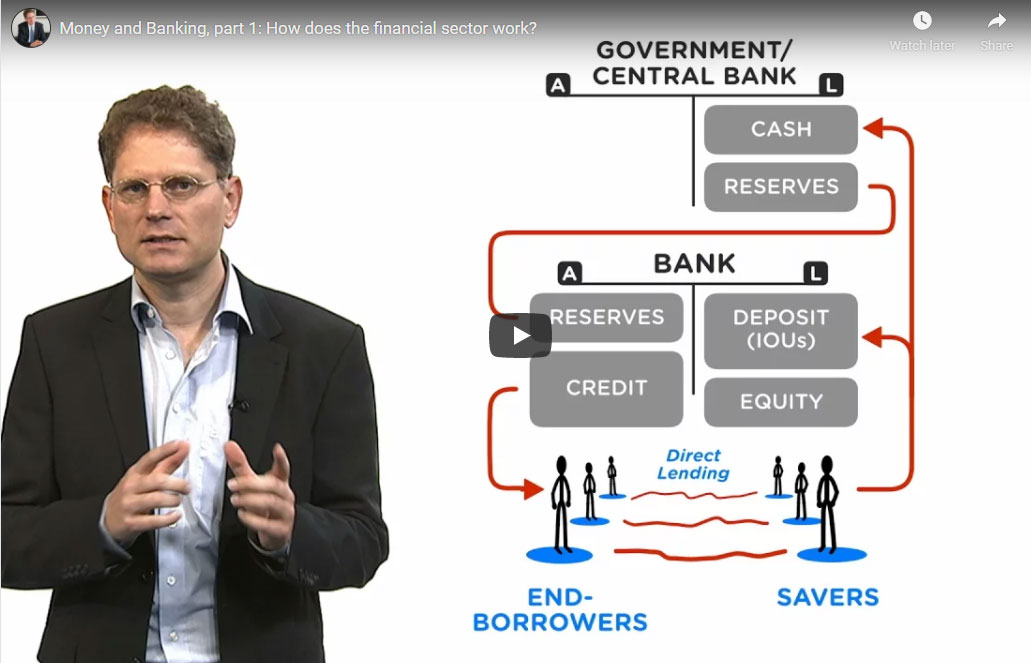 Money and Banking, part 1: How does the financial sector work?
Watch later
Share
GOVERNMENT/
CENTRAL BANK
A
L
CASH
RESERVES
BANK
A
L
RESERVES
DEPOSIT
(IOUs)
CREDIT
EQUITY
Direct
Lending
END-
BORROWERS
SAVERS